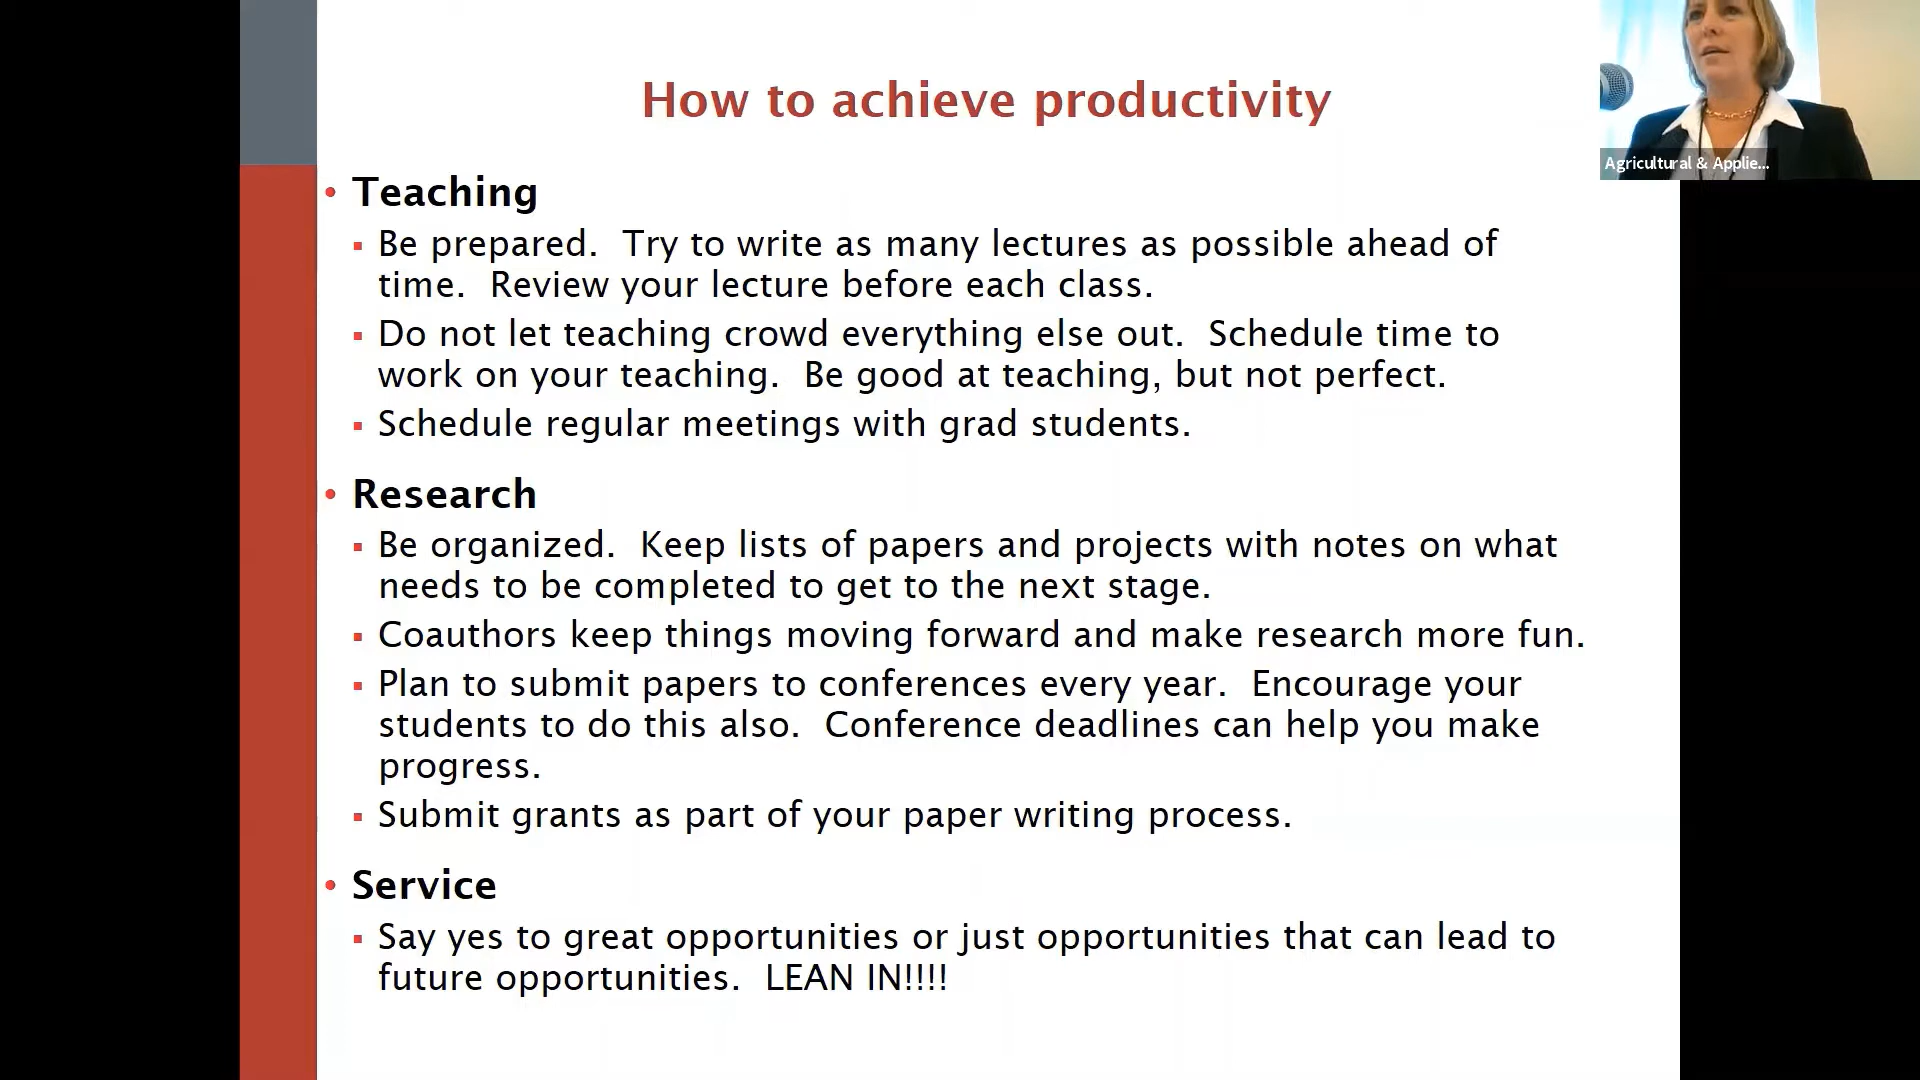 How to achieve productivity
Agricultural & Applie...
• Teaching
▪ Be prepared.  Try to write as many lectures as possible ahead of
time.  Review your lecture before each class.
▪ Do not let teaching crowd everything else out.  Schedule time to
work on your teaching.  Be good at teaching, but not perfect.
▪ Schedule regular meetings with grad students.
• Research
▪ Be organized.  Keep lists of papers and projects with notes on what
needs to be completed to get to the next stage.
▪ Coauthors keep things moving forward and make research more fun.
▪ Plan to submit papers to conferences every year.  Encourage your
students to do this also.  Conference deadlines can help you make
progress.
▪ Submit grants as part of your paper writing process.
• Service
▪ Say yes to great opportunities or just opportunities that can lead to
future opportunities.  LEAN IN!!!!